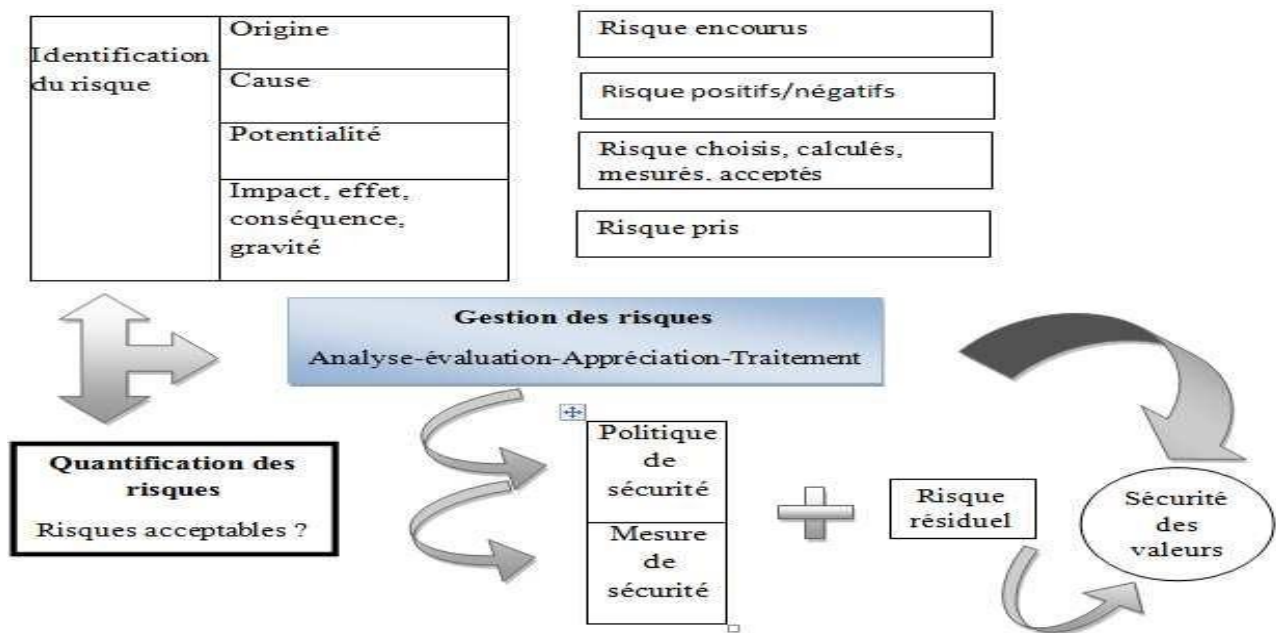 Identification
du risque
Origine
Cause
Potentialité
Impact, effet,
conséquence,
gravité
Risque encourus
Risque positifs/négatifs
Risque choisis, calculés,
mesurés, acceptés
Risque pris
Gestion des risques
Analyse-évaluation-Appréciation-Traitement
Quantification des
risques
Risques acceptables ?
Politique
de
sécurité
Mesure
de
sécurité
Risque
résiduel
Sécurité
des
valeurs